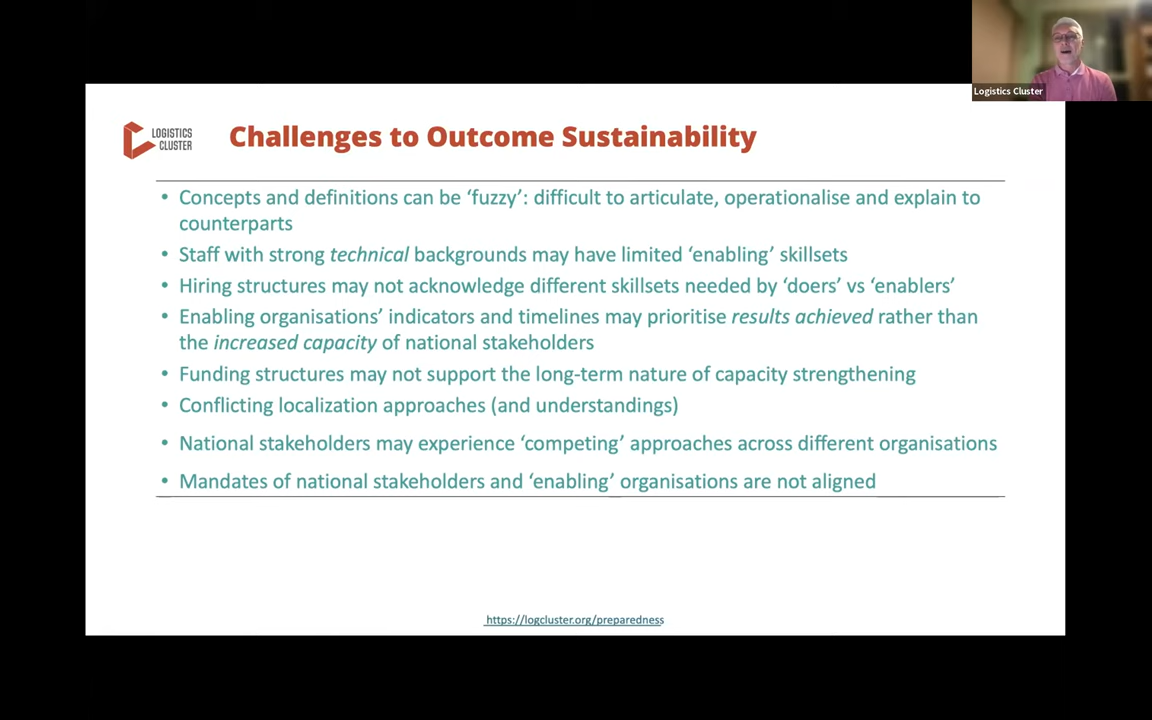 Logistics Cluster
LOGISTICS
CLUSTER
Challenges to Outcome Sustainability
• Concepts and definitions can be ‘fuzzy’: difficult to articulate, operationalise and explain to
counterparts
• Staff with strong technical backgrounds may have limited ‘enabling’ skillsets
• Hiring structures may not acknowledge different skillsets needed by ‘doers’ vs ‘enablers’
• Enabling organisations’ indicators and timelines may prioritise results achieved rather than
the increased capacity of national stakeholders
• Funding structures may not support the long-term nature of capacity strengthening
• Conflicting localization approaches (and understandings)
• National stakeholders may experience ‘competing’ approaches across different organisations
• Mandates of national stakeholders and ‘enabling’ organisations are not aligned
https://logcluster.org/preparedness